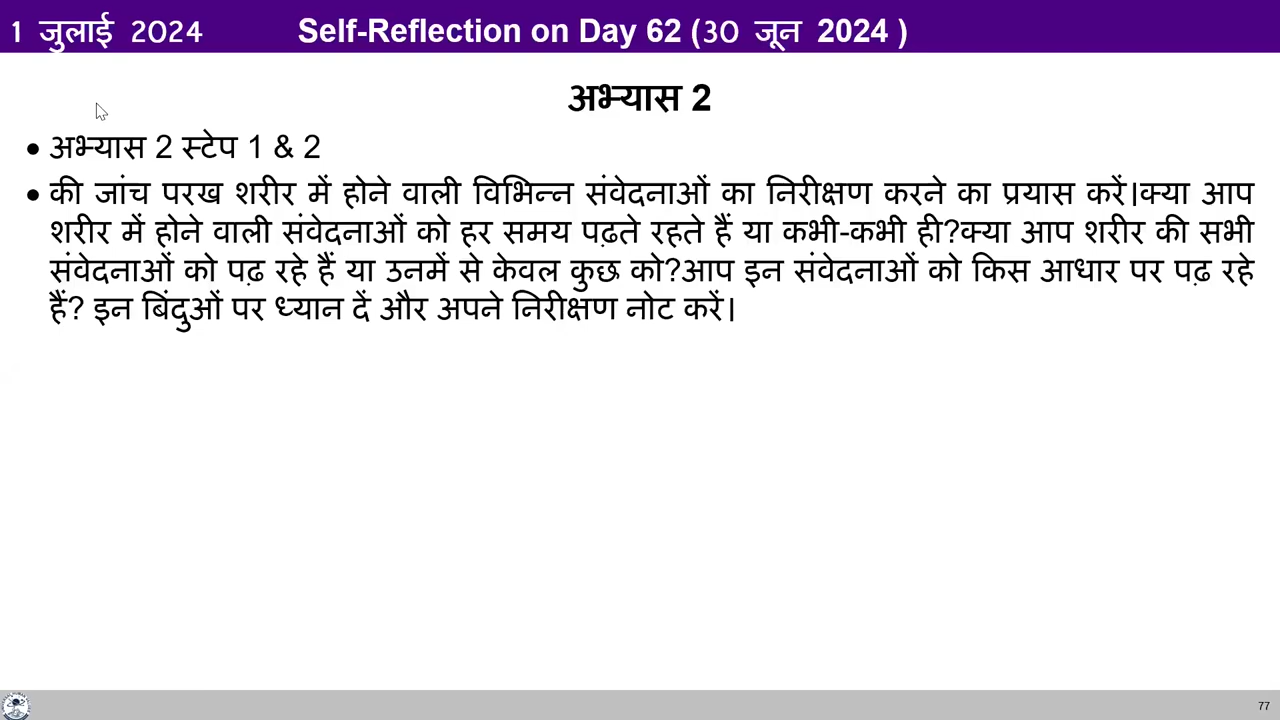 1 जुलाई 2024 Self-Reflection on Day 62 (30 जून 2024 )
अभ्यास 2
• अभ्यास 2 स्टेप 1 & 2
• की जांच परख शरीर में होने वाली विभिन्न संवेदनाओं का निरीक्षण करने का प्रयास करें।क्या आप
शरीर में होने वाली संवेदनाओं को हर समय पढ़ते रहते हैं या कभी-कभी ही?क्या आप शरीर की सभी
संवेदनाओं को पढ़ रहे हैं या उनमें से केवल कुछ को?आप इन संवेदनाओं को किस आधार पर पढ़ रहे
हैं? इन बिंदुओं पर ध्यान दें और अपने निरीक्षण नोट करें।
77